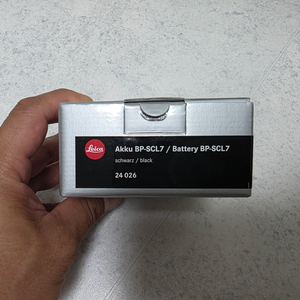 Leica
Akku BP-SCL7 / Battery BP-SCL7
schwarz / black
24 026